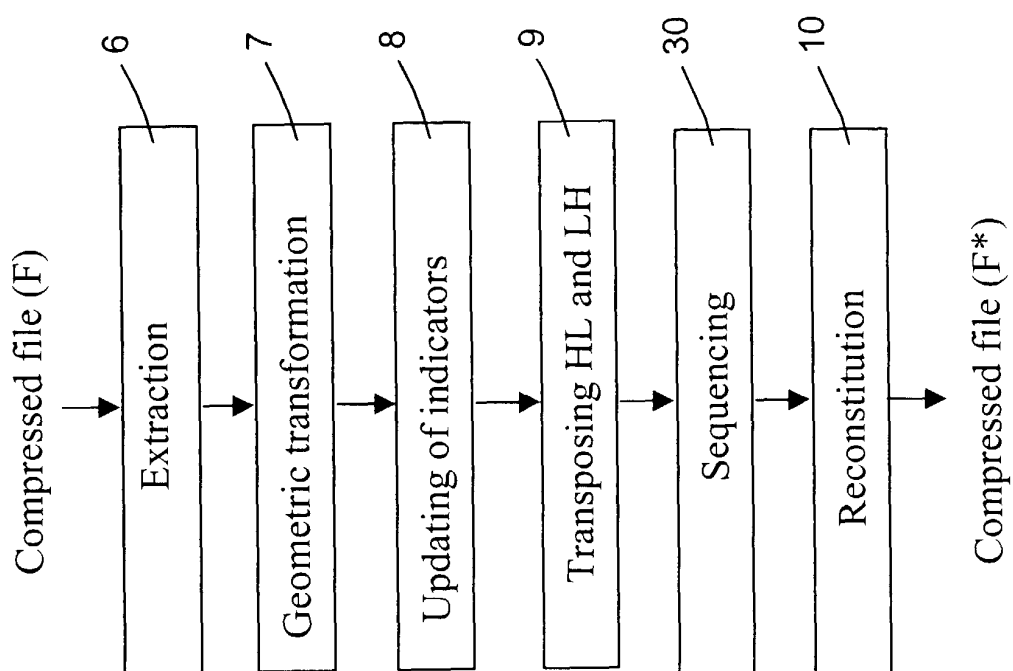 Compressed file (F)
Extraction
6
Geometric transformation
7
Updating of indicators
8
Transposing HL and LH
9
Sequencing
30
Reconstitution
10
Compressed file (F*)